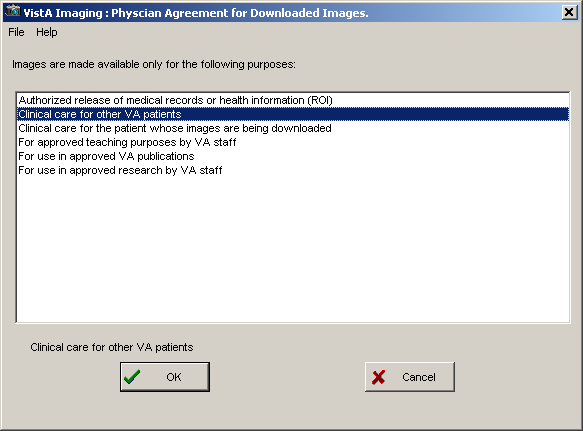 VistA Imaging : Physcian Agreement for Downloaded Images.
File Help
Images are made available only for the following purposes:
Authorized release of medical records or health information (ROI)
Clinical care for other VA patients
Clinical care for the patient whose images are being downloaded
For approved teaching purposes by VA staff
For use in approved VA publications
For use in approved research by VA staff
Clinical care for other VA patients
OK Cancel